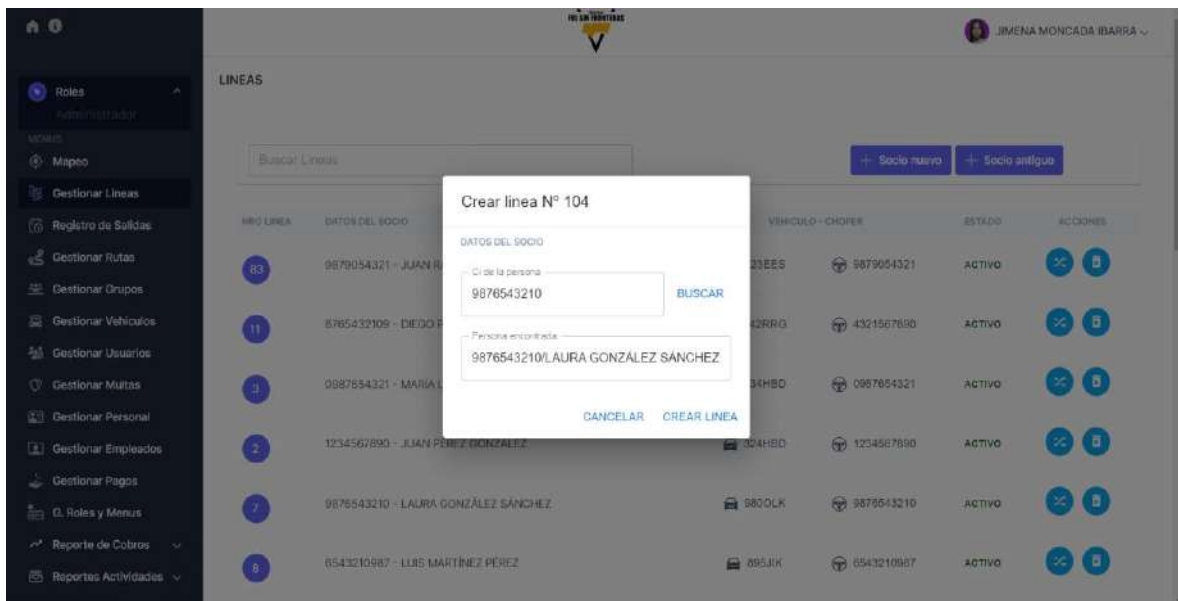 FUL SIN FRONTERAS
JIMENA MONCADA IBARRA
Roles
Administrador
MENUS
Mapeo
Gestionar Lineas
Registro de Salidas
Gestionar Rutas
Gestionar Grupos
Gestionar Vehiculos
Gestionar Usuarios
Gestionar Multas
Gestionar Personal
Gestionar Empleados
Gestionar Pagos
G. Roles y Menus
Reporte de Cobros
Reportes Actividades
LINEAS
Buscar Lineas
+ Socio nuevo
+ Socio antiguo
NRO LINEA DATOS DEL SOCIO VEHICULO - CHOFER ESTADO ACCIONES
83 9879054321 - JUAN 23EES 9879054321 ACTIVO
11 8765432109 - DIEGO 42RRG 4321567890 ACTIVO
3 0987654321 - MARIA 34HBD 0987654321 ACTIVO
2 1234567890 - JUAN PÉREZ GONZÁLEZ 324HBD 1234567890 ACTIVO
7 9876543210 - LAURA GONZÁLEZ SÁNCHEZ 980OLK 9876543210 ACTIVO
8 6543210987 - LUIS MARTÍNEZ PÉREZ 895JIK 6543210987 ACTIVO
Crear linea N° 104
DATOS DEL SOCIO
Ci de la persona
9876543210
BUSCAR
Persona encontrada
9876543210/LAURA GONZÁLEZ SÁNCHEZ
CANCELAR CREAR LINEA